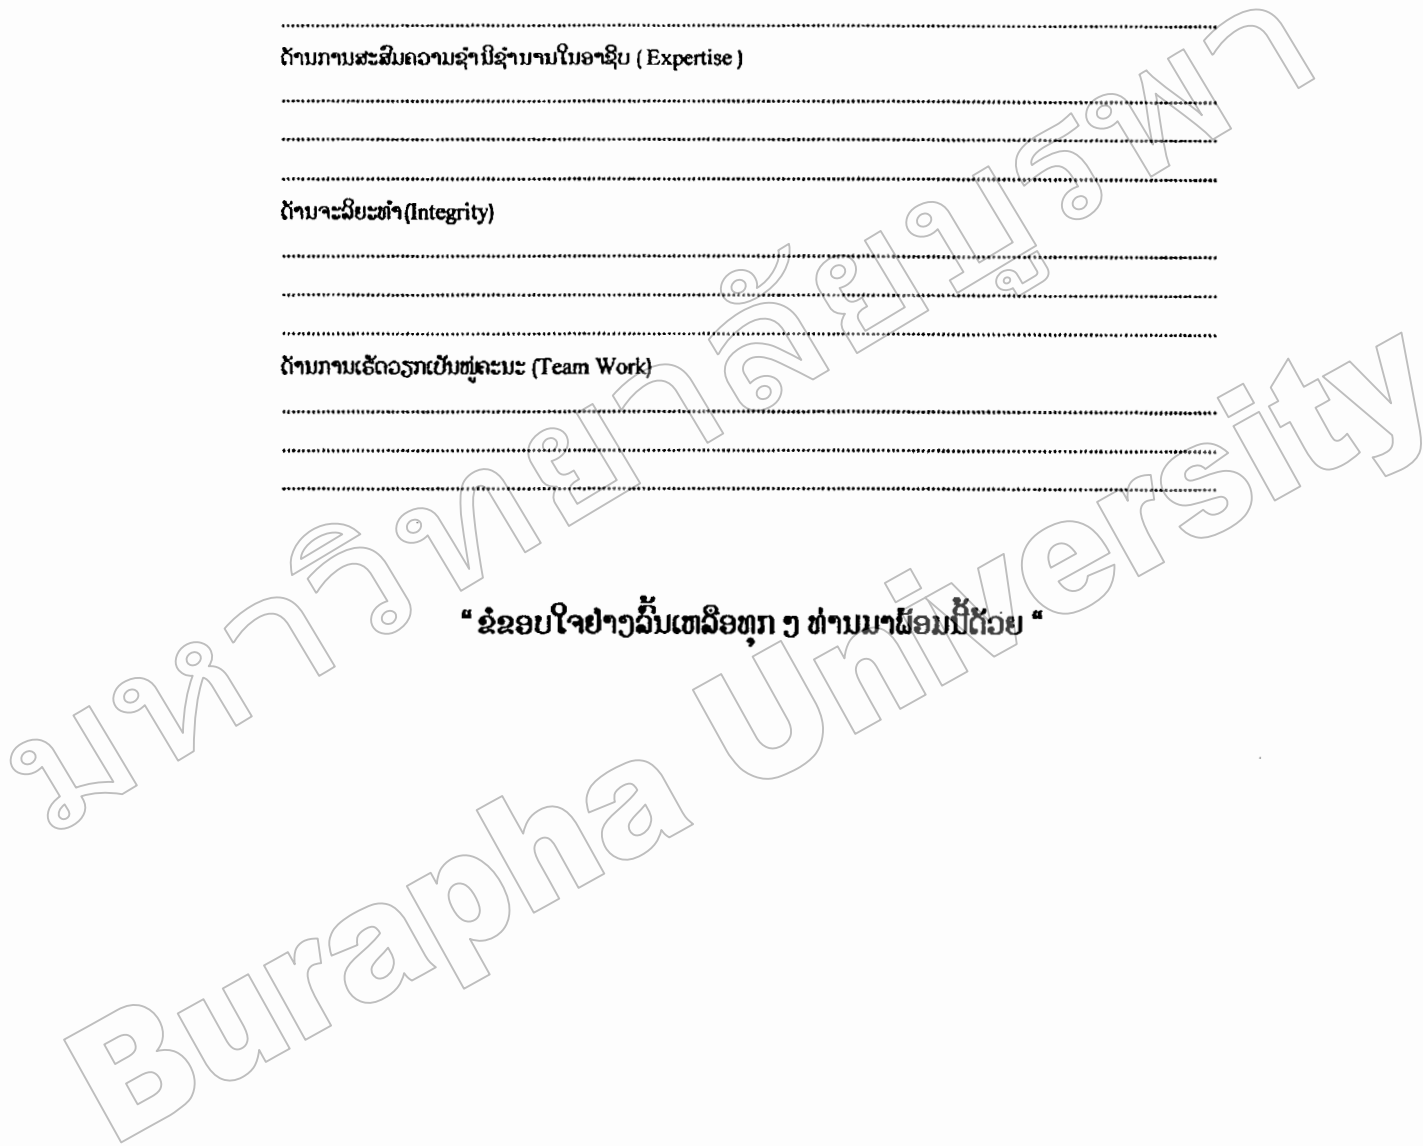 ........................................................................
ດ້ານການສະສົມຄວາມຊຳນິຊຳນານໃນອາຊີບ ( Expertise )
........................................................................
........................................................................
........................................................................
ດ້ານຈະລິຍະທຳ (Integrity)
........................................................................
........................................................................
........................................................................
ດ້ານການເຮັດວຽກເປັນໝູ່ຄະນະ (Team Work)
........................................................................
........................................................................
........................................................................
“ ຂໍຂອບໃຈຢ່າງລົ້ນເຫລືອທຸກ ໆ ທ່ານມາພ້ອມນີ້ດ້ວຍ “
มหาวิทยาลัยบูรพา
Burapha University